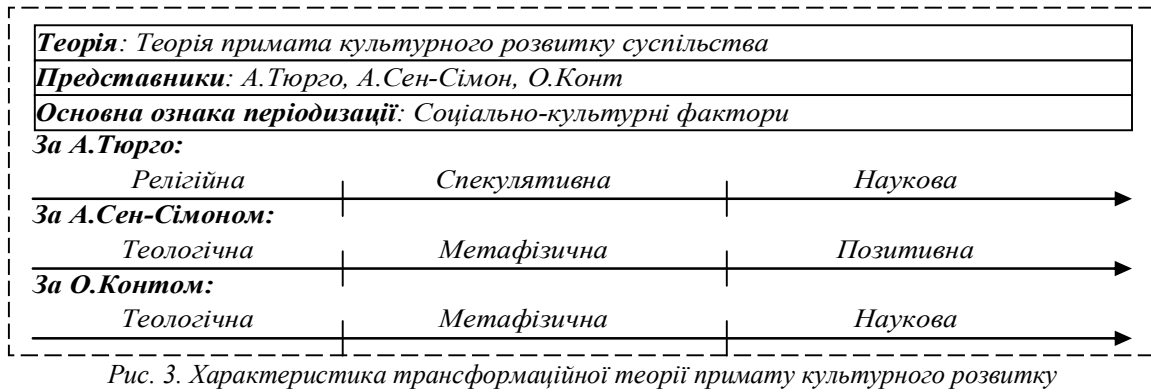 Теорія: Теорія примата культурного розвитку суспільства
Представники: А.Тюрго, А.Сен-Сімон, О.Конт
Основна ознака періодизації: Соціально-культурні фактори
За А.Тюрго:
Релігійна Спекулятивна Наукова
За А.Сен-Сімоном:
Теологічна Метафізична Позитивна
За О.Контом:
Теологічна Метафізична Наукова
Рис. 3. Характеристика трансформаційної теорії примату культурного розвитку